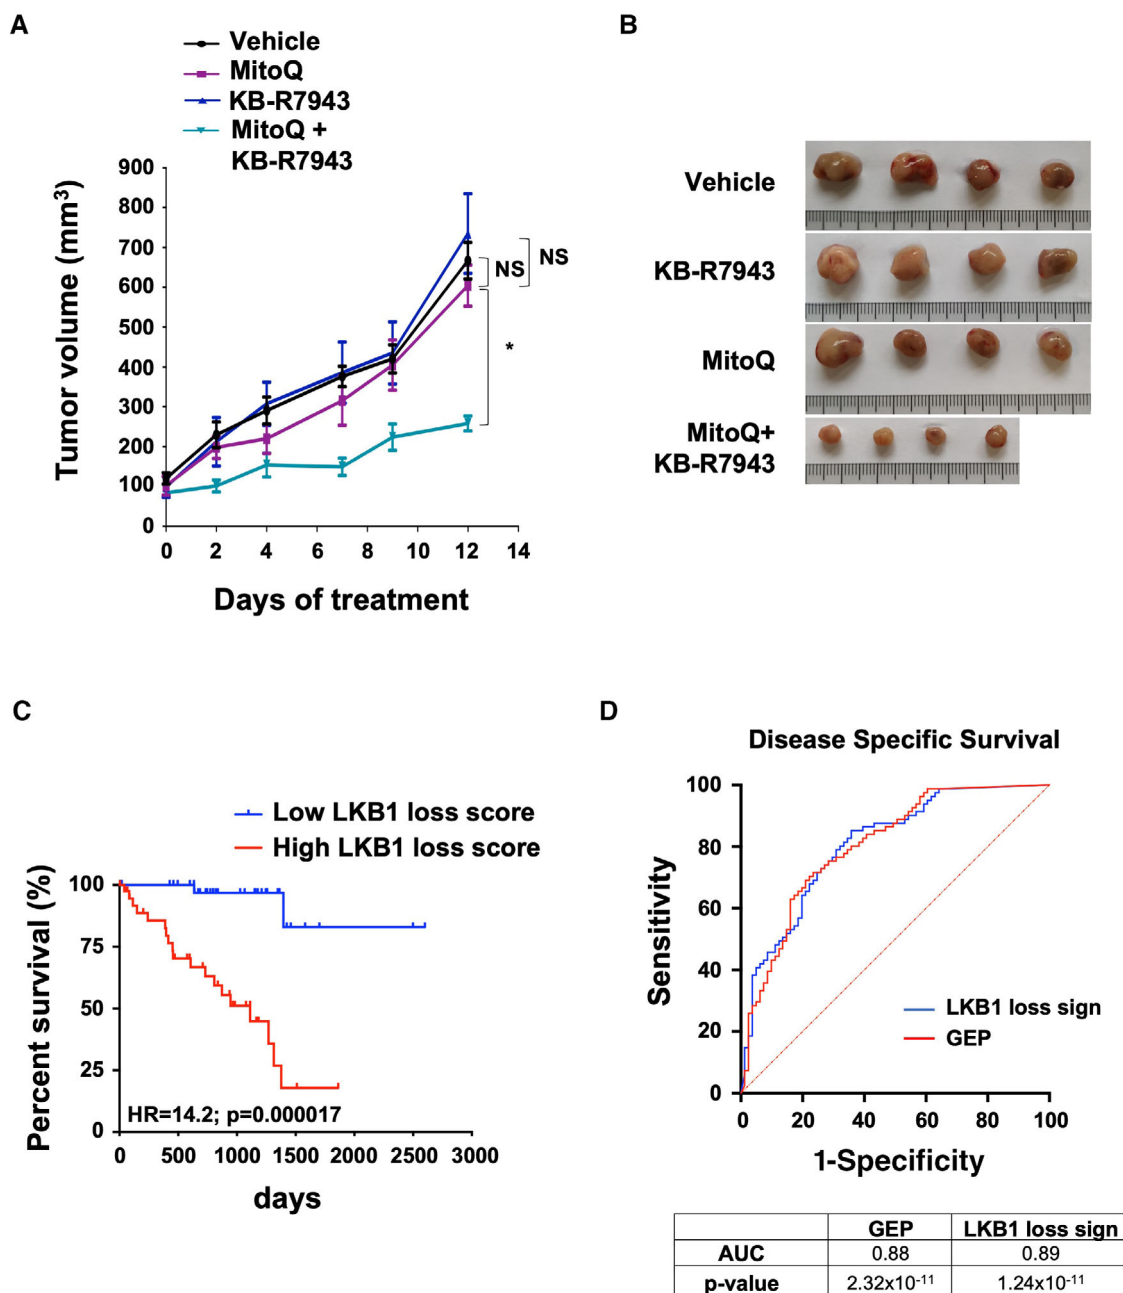 A
Vehicle
MitoQ
KB-R7943
MitoQ +
KB-R7943
900
800
700
600
500
400
300
200
100
0
Tumor volume (mm³)
NS
NS
*
0 2 4 6 8 10 12 14
Days of treatment
B
Vehicle
KB-R7943
MitoQ
MitoQ+
KB-R7943
C
Low LKB1 loss score
High LKB1 loss score
100
75
50
25
0
Percent survival (%)
HR=14.2; p=0.000017
0 500 1000 1500 2000 2500 3000
days
D
Disease Specific Survival
100
80
60
40
20
0
Sensitivity
LKB1 loss sign
GEP
0 20 40 60 80 100
1-Specificity
GEP LKB1 loss sign
AUC 0.88 0.89
p-value 2.32x10⁻¹¹ 1.24x10⁻¹¹